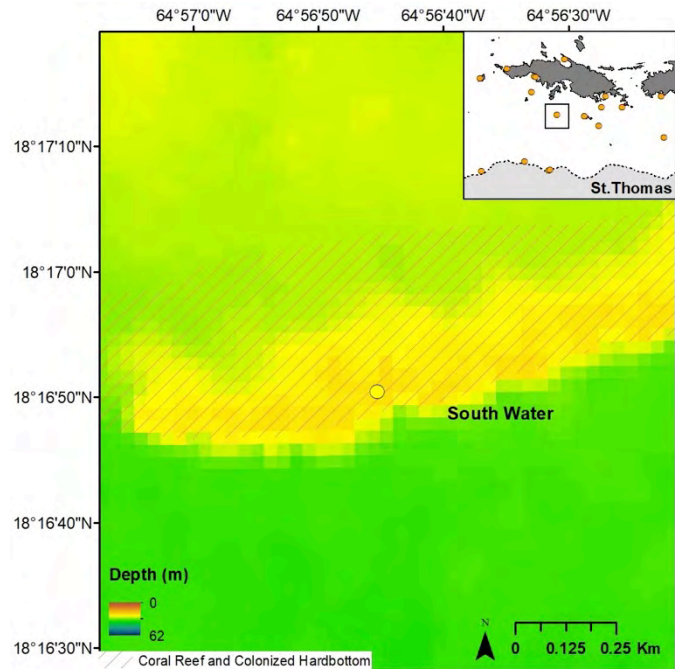 64°57'0"W 64°56'50"W 64°56'40"W 64°56'30"W
St.Thomas
18°17'10"N
18°17'0"N
18°16'50"N
South Water
18°16'40"N
Depth (m)
0
62
N
0 0.125 0.25 Km
18°16'30"N
Coral Reef and Colonized Hardbottom